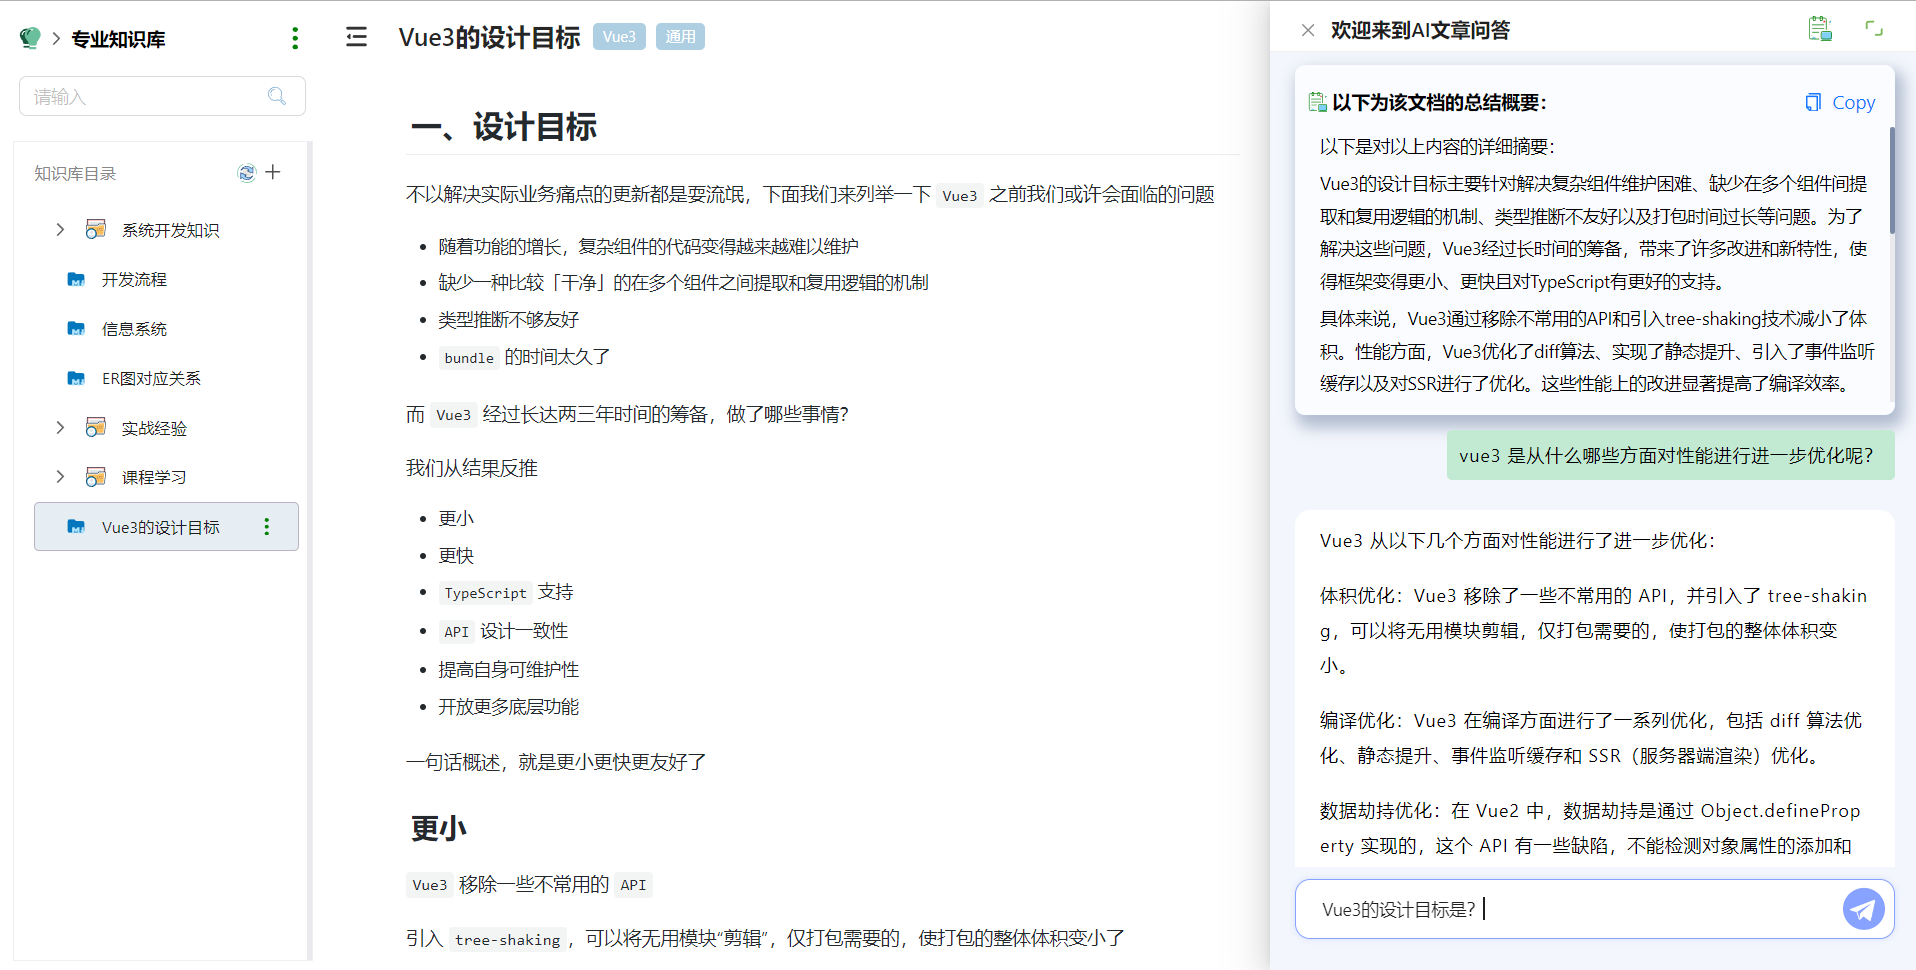 专业知识库
请输入
知识库目录
系统开发知识
开发流程
信息系统
ER图对应关系
实战经验
课程学习
Vue3的设计目标
Vue3的设计目标 Vue3 通用
一、设计目标
不以解决实际业务痛点的更新都是耍流氓，下面我们来列举一下 Vue3 之前我们或许会面临的问题
随着功能的增长，复杂组件的代码变得越来越难以维护
缺少一种比较「干净」的在多个组件之间提取和复用逻辑的机制
类型推断不够友好
bundle 的时间太久了
而 Vue3 经过长达两三年时间的筹备，做了哪些事情？
我们从结果反推
更小
更快
TypeScript 支持
API 设计一致性
提高自身可维护性
开放更多底层功能
一句话概述，就是更小更快更友好了
更小
Vue3 移除一些不常用的 API
引入 tree-shaking，可以将无用模块“剪辑”，仅打包需要的，使打包的整体体积变小了
欢迎来到AI文章问答
以下为该文档的总结概要：
Copy
以下是对以上内容的详细摘要：
Vue3的设计目标主要针对解决复杂组件维护困难、缺少在多个组件间提
取和复用逻辑的机制、类型推断不友好以及打包时间过长等问题。为了
解决这些问题，Vue3经过长时间的筹备，带来了许多改进和新特性，使
得框架变得更小、更快且对TypeScript有更好的支持。
具体来说，Vue3通过移除不常用的API和引入tree-shaking技术减小了体
积。性能方面，Vue3优化了diff算法、实现了静态提升、引入了事件监听
缓存以及对SSR进行了优化。这些性能上的改进显著提高了编译效率。
vue3 是从什么哪些方面对性能进行进一步优化呢？
Vue3 从以下几个方面对性能进行了进一步优化：
体积优化：Vue3 移除了一些不常用的 API，并引入了 tree-shakin
g，可以将无用模块剪辑，仅打包需要的，使打包的整体体积变
小。
编译优化：Vue3 在编译方面进行了一系列优化，包括 diff 算法优
化、静态提升、事件监听缓存和 SSR（服务器端渲染）优化。
数据劫持优化：在 Vue2 中，数据劫持是通过 Object.defineProp
erty 实现的，这个 API 有一些缺陷，不能检测对象属性的添加和
Vue3的设计目标是？